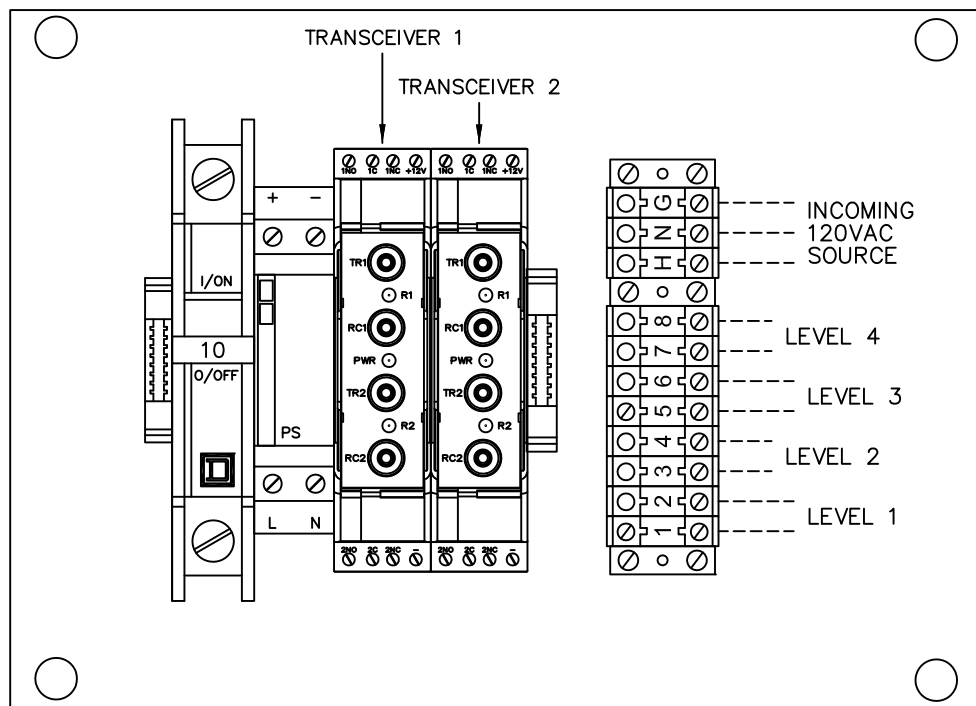 TRANSCEIVER 1
TRANSCEIVER 2
1NO 1C 1NC +12V
1NO 1C 1NC +12V
+ -
I/ON
10
O/OFF
PS
L N
TR1
R1
RC1
PWR
TR2
R2
RC2
TR1
R1
RC1
PWR
TR2
R2
RC2
2NO 2C 2NC -
2NO 2C 2NC -
G
N
H
INCOMING
120VAC
SOURCE
8
7
LEVEL 4
6
5
LEVEL 3
4
3
LEVEL 2
2
1
LEVEL 1